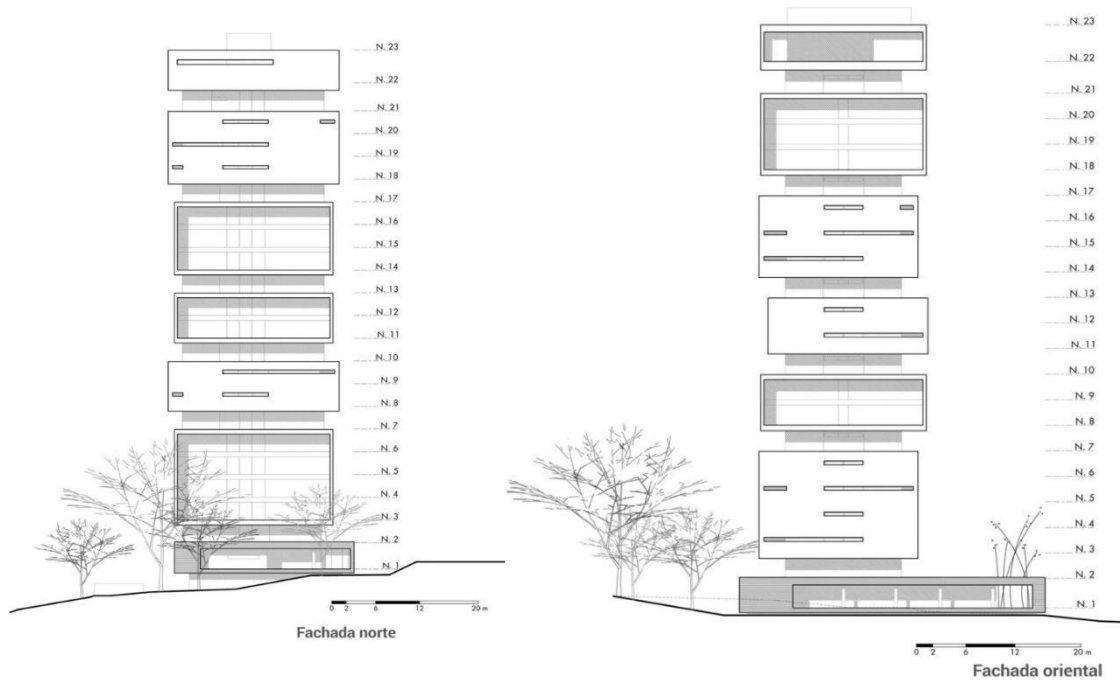 N. 23
N. 22
N. 21
N. 20
N. 19
N. 18
N. 17
N. 16
N. 15
N. 14
N. 13
N. 12
N. 11
N. 10
N. 9
N. 8
N. 7
N. 6
N. 5
N. 4
N. 3
N. 2
N. 1
0 2 6 12 20 m
Fachada norte
N. 23
N. 22
N. 21
N. 20
N. 19
N. 18
N. 17
N. 16
N. 15
N. 14
N. 13
N. 12
N. 11
N. 10
N. 9
N. 8
N. 7
N. 6
N. 5
N. 4
N. 3
N. 2
N. 1
0 2 6 12 20 m
Fachada oriental